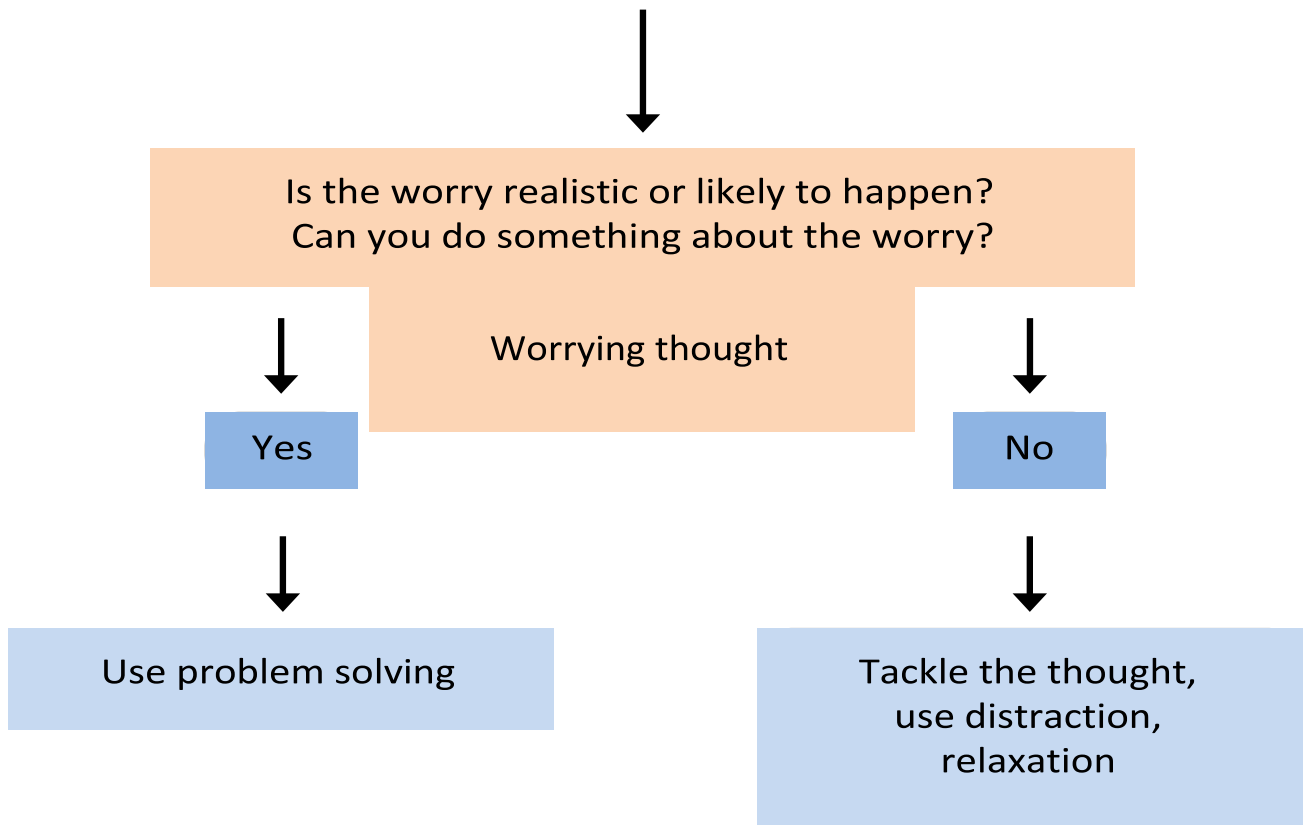 Is the worry realistic or likely to happen?
Can you do something about the worry?
Worrying thought
Yes
No
Use problem solving
Tackle the thought,
use distraction,
relaxation